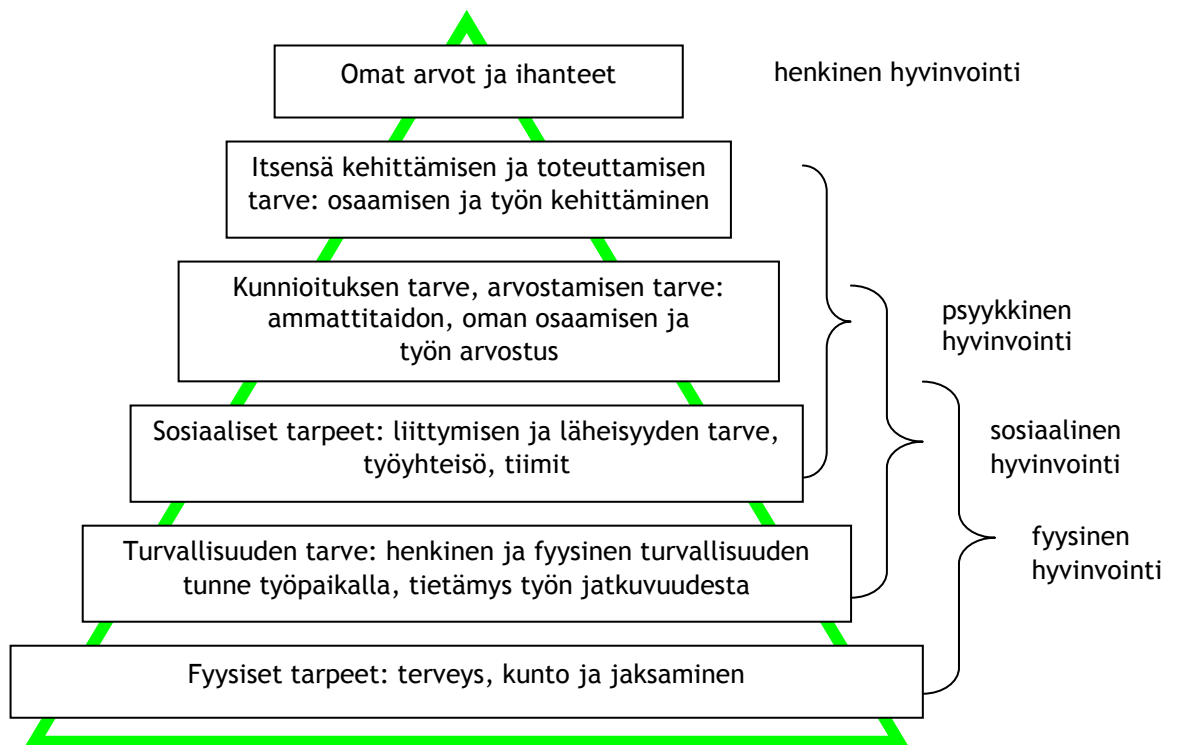 Omat arvot ja ihanteet
henkinen hyvinvointi
Itsensä kehittämisen ja toteuttamisen
tarve: osaamisen ja työn kehittäminen
Kunnioituksen tarve, arvostamisen tarve:
ammattitaidon, oman osaamisen ja
työn arvostus
psyykkinen
hyvinvointi
Sosiaaliset tarpeet: liittymisen ja läheisyyden tarve,
työyhteisö, tiimit
sosiaalinen
hyvinvointi
Turvallisuuden tarve: henkinen ja fyysinen turvallisuuden
tunne työpaikalla, tietämys työn jatkuvuudesta
fyysinen
hyvinvointi
Fyysiset tarpeet: terveys, kunto ja jaksaminen